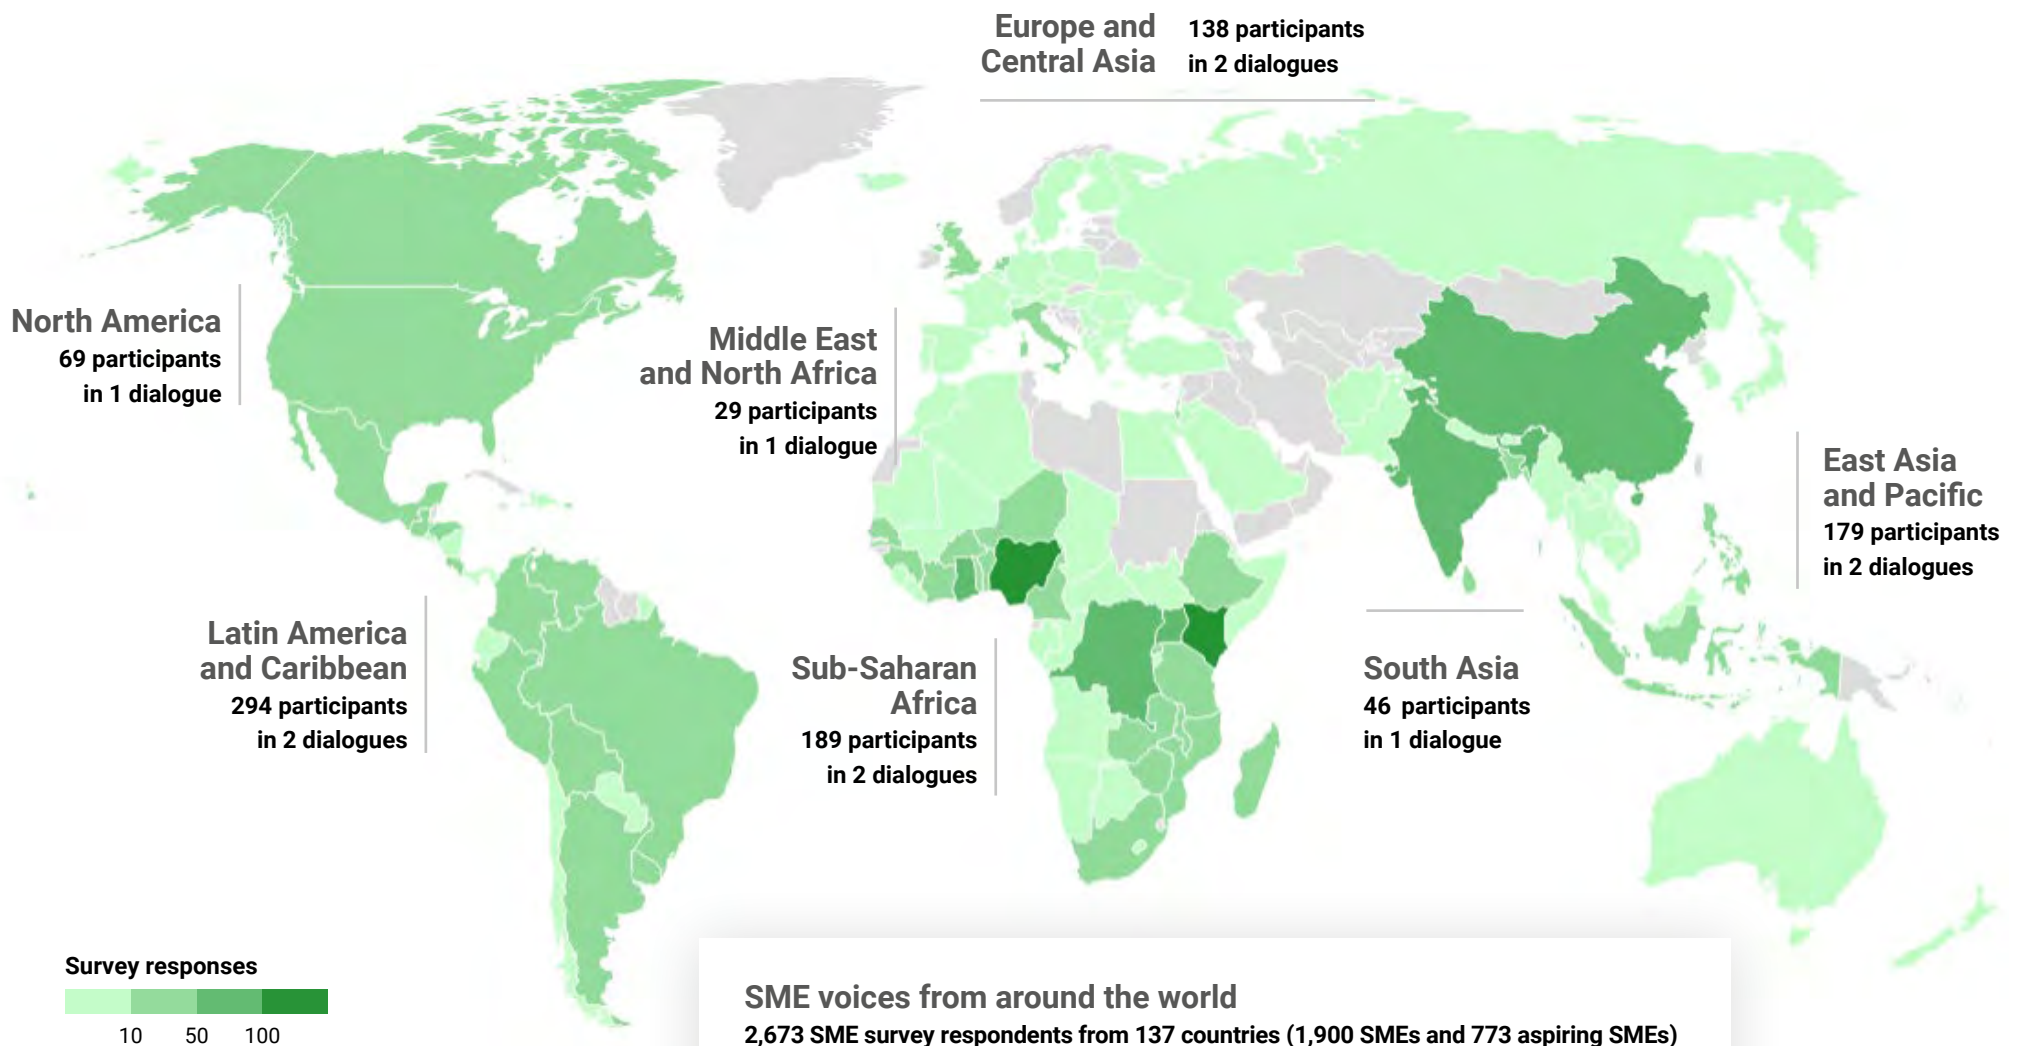 Europe and
Central Asia
138 participants
in 2 dialogues
North America
69 participants
in 1 dialogue
Middle East
and North Africa
29 participants
in 1 dialogue
East Asia
and Pacific
179 participants
in 2 dialogues
Latin America
and Caribbean
294 participants
in 2 dialogues
Sub-Saharan
Africa
189 participants
in 2 dialogues
South Asia
46 participants
in 1 dialogue
Survey responses
10 50 100
SME voices from around the world
2,673 SME survey respondents from 137 countries (1,900 SMEs and 773 aspiring SMEs)